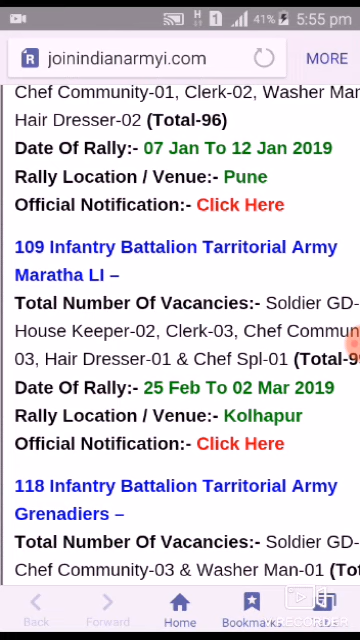 H 1 41% 5:55 pm
R joinindianarmyi.com MORE
Chef Community-01, Clerk-02, Washer Mar
Hair Dresser-02 (Total-96)
Date Of Rally:- 07 Jan To 12 Jan 2019
Rally Location / Venue:- Pune
Official Notification:- Click Here
109 Infantry Battalion Tarritorial Army
Maratha LI –
Total Number Of Vacancies:- Soldier GD-
House Keeper-02, Clerk-03, Chef Commun
03, Hair Dresser-01 & Chef Spl-01 (Total-9
Date Of Rally:- 25 Feb To 02 Mar 2019
Rally Location / Venue:- Kolhapur
Official Notification:- Click Here
118 Infantry Battalion Tarritorial Army
Grenadiers –
Total Number Of Vacancies:- Soldier GD-
Chef Community-03 & Washer Man-01 (Tot
Back Forward Home Bookmarks Tabs
RECORDER